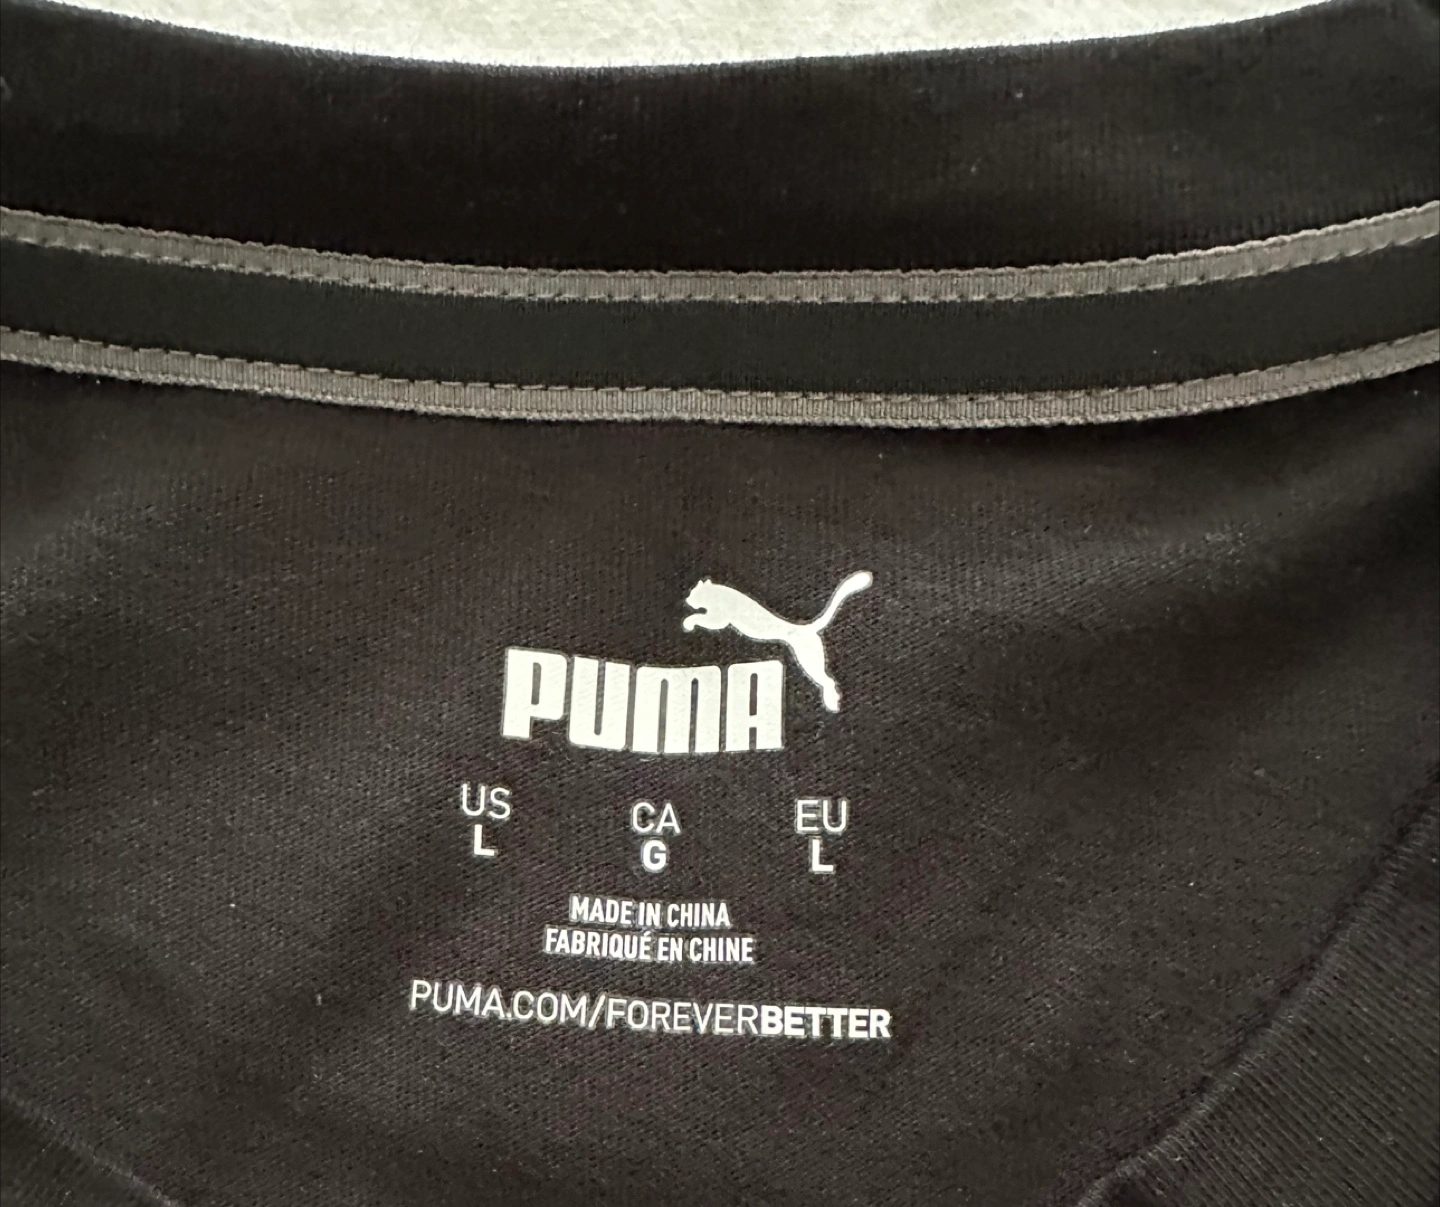 PUMA
US CA EU
L G L
MADE IN CHINA
FABRIQUÉ EN CHINE
PUMA.COM/FOREVERBETTER